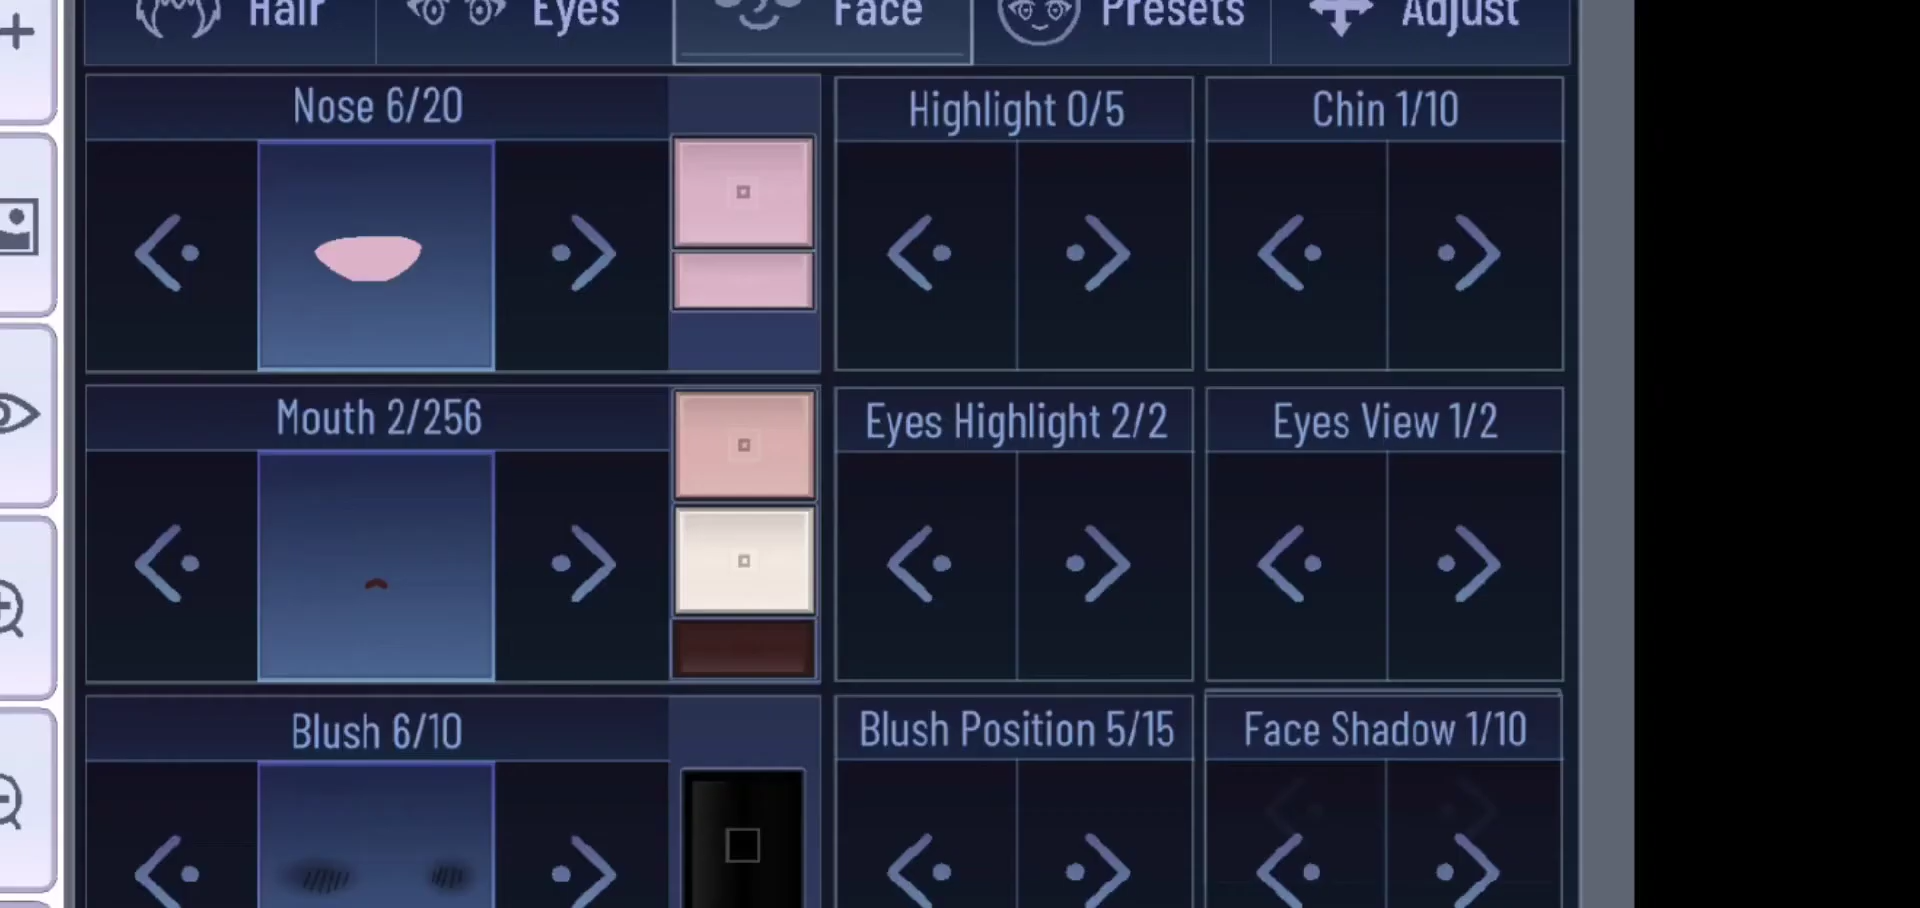 Hair Eyes Face Presets Adjust
Nose 6/20 Highlight 0/5 Chin 1/10
Mouth 2/256 Eyes Highlight 2/2 Eyes View 1/2
Blush 6/10 Blush Position 5/15 Face Shadow 1/10